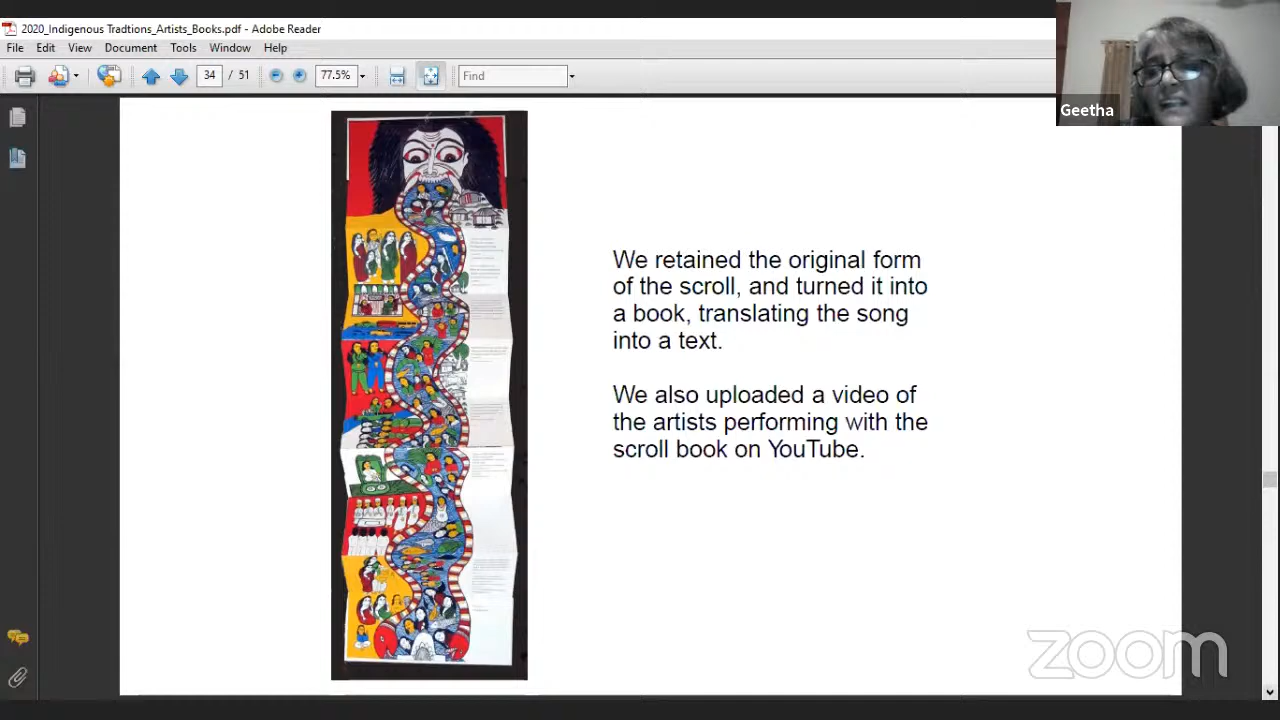 2020_Indigenous Tradtions_Artists_Books.pdf - Adobe Reader
File Edit View Document Tools Window Help
34 / 51 77.5% Find
Geetha
We retained the original form
of the scroll, and turned it into
a book, translating the song
into a text.
We also uploaded a video of
the artists performing with the
scroll book on YouTube.
zoom